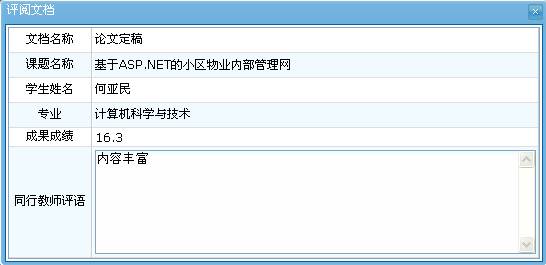 评阅文档
文档名称 论文定稿
课题名称 基于ASP.NET的小区物业内部管理网
学生姓名 何亚民
专业 计算机科学与技术
成果成绩 16.3
同行教师评语 内容丰富